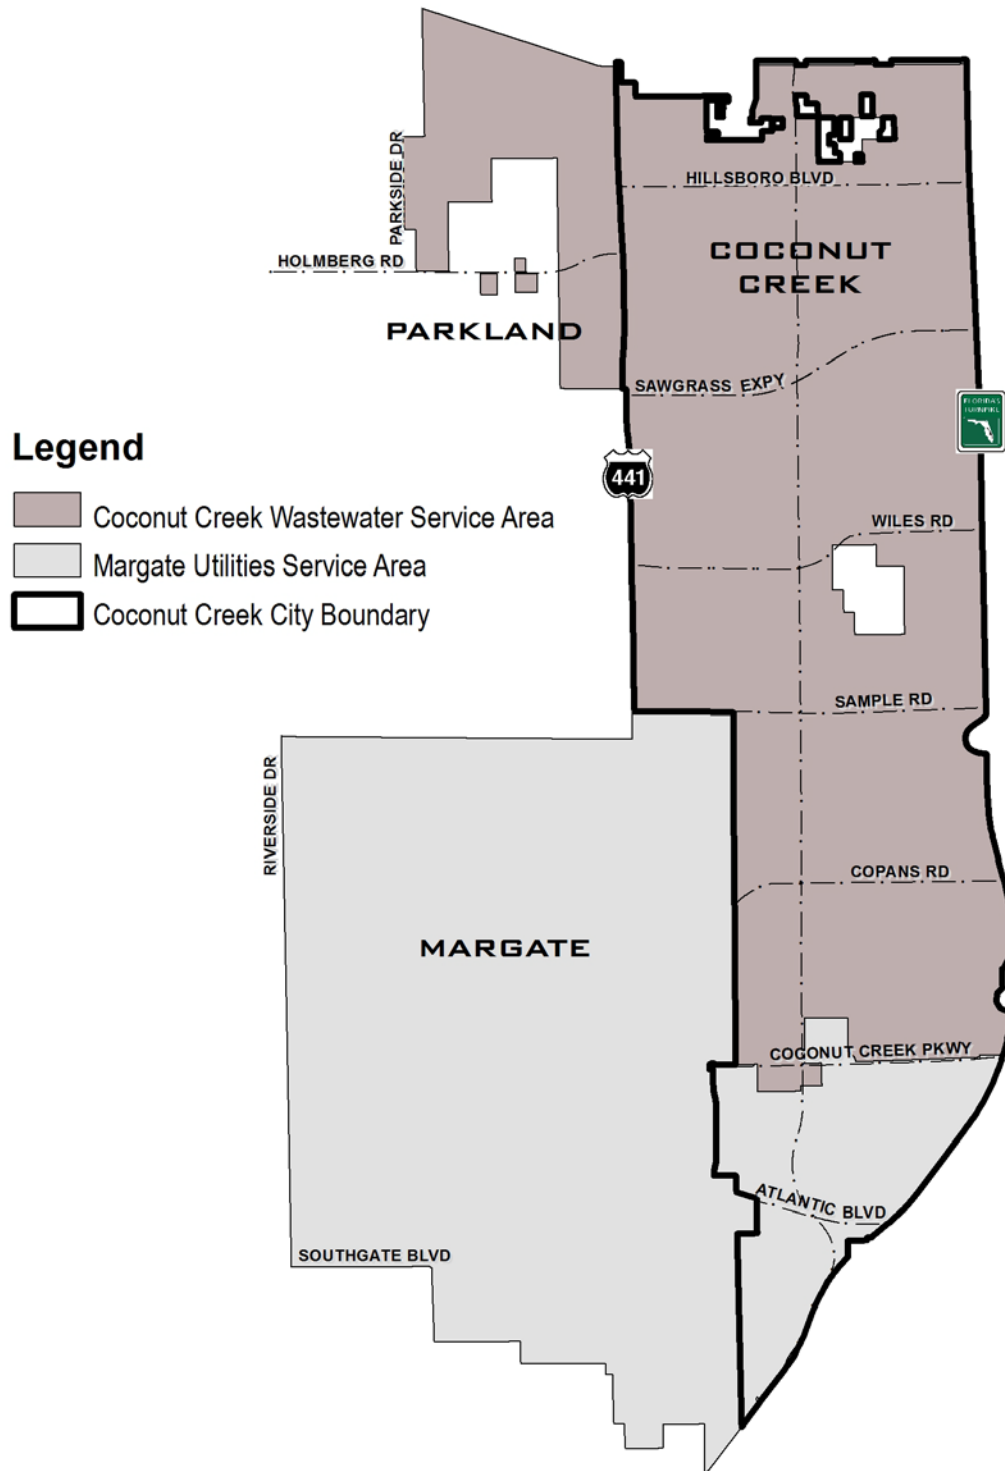 PARKSIDE DR
HILLSBORO BLVD
HOLMBERG RD
COCONUT
CREEK
PARKLAND
SAWGRASS EXPY
FLORIDA'S
TURNPIKE
Legend
441
Coconut Creek Wastewater Service Area
WILES RD
Margate Utilities Service Area
Coconut Creek City Boundary
SAMPLE RD
RIVERSIDE DR
COPANS RD
MARGATE
COCONUT CREEK PKWY
ATLANTIC BLVD
SOUTHGATE BLVD